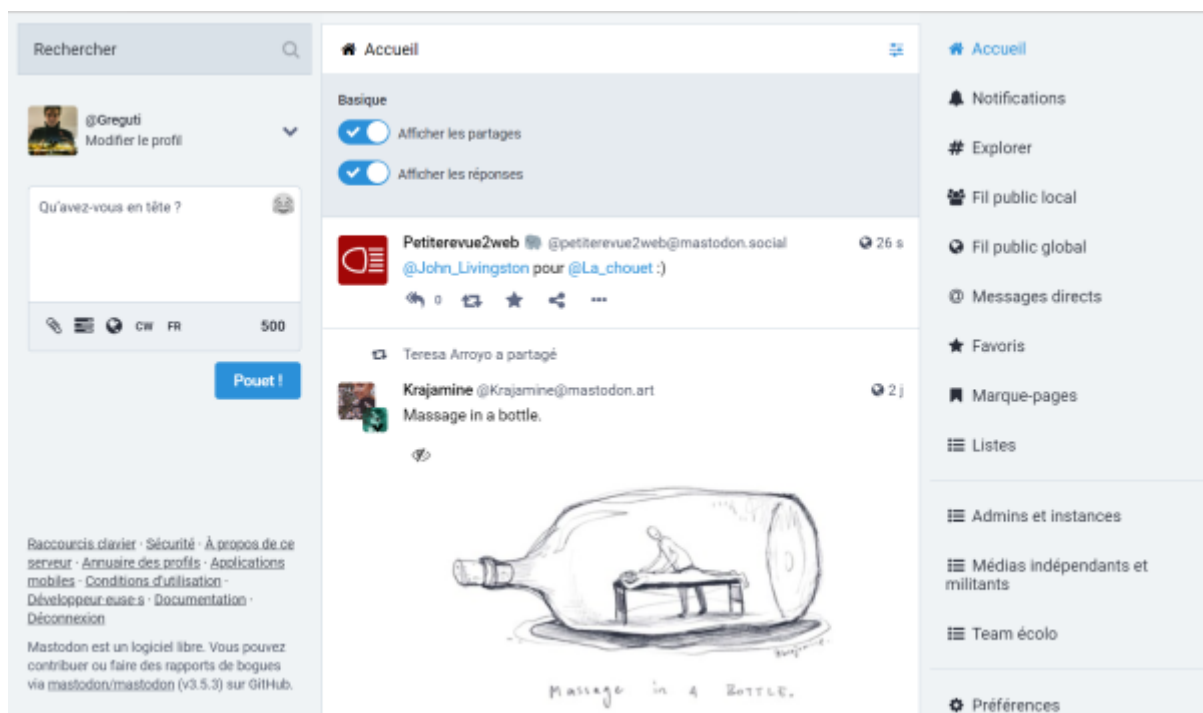 Rechercher
@Greguti
Modifier le profil
Qu'avez-vous en tête ?
CW FR 500
Pouet !
Raccourcis clavier · Sécurité · À propos de ce
serveur · Annuaire des profils · Applications
mobiles · Conditions d'utilisation ·
Développeur·euse·s · Documentation ·
Déconnexion
Mastodon est un logiciel libre. Vous pouvez
contribuer ou faire des rapports de bogues
via mastodon/mastodon (v3.5.3) sur GitHub.
Accueil
Basique
Afficher les partages
Afficher les réponses
Petiterevue2web @petiterevue2web@mastodon.social 26 s
@John_Livingston pour @La_chouet :)
0
Teresa Arroyo a partagé
Krajamine @Krajamine@mastodon.art 2 j
Massage in a bottle.
MASSAGE in A BOTTLE.
Accueil
Notifications
Explorer
Fil public local
Fil public global
Messages directs
Favoris
Marque-pages
Listes
Admins et instances
Médias indépendants et
militants
Team écolo
Préférences